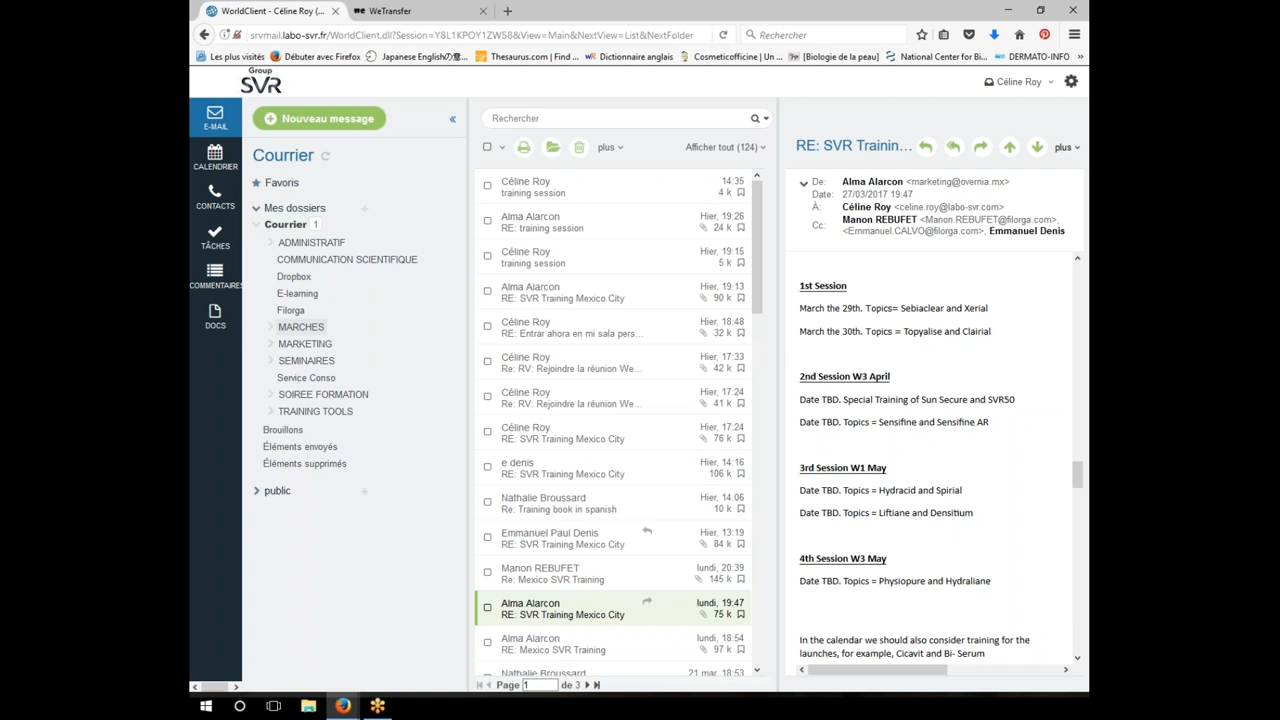 WorldClient - Céline Roy (...
WeTransfer
srvmail.labo-svr.fr/WorldClient.dll?Session=Y8L1KPOY1ZWS8&View=Main&NextView=List&NextFolder
Rechercher
Les plus visités
Débuter avec Firefox
Japanese Englishの意...
Thesaurus.com | Find ...
Dictionnaire anglais
Cosmeticofficine | Un ...
[Biologie de la peau]
National Center for Bi...
DERMATO-INFO
Group
SVR
Céline Roy
E-MAIL
CALENDRIER
CONTACTS
TÂCHES
COMMENTAIRES
DOCS
Nouveau message
Courrier
Favoris
Mes dossiers
Courrier 1
ADMINISTRATIF
COMMUNICATION SCIENTIFIQUE
Dropbox
E-learning
Filorga
MARCHES
MARKETING
SEMINAIRES
Service Conso
SOIREE FORMATION
TRAINING TOOLS
Brouillons
Éléments envoyés
Éléments supprimés
public
Rechercher
plus
Afficher tout (124)
Céline Roy 14:35
training session 4 k
Alma Alarcon Hier, 19:26
RE: training session 24 k
Céline Roy Hier, 19:15
training session 5 k
Alma Alarcon Hier, 19:13
RE: SVR Training Mexico City 90 k
Céline Roy Hier, 18:48
RE: Entrar ahora en mi sala pers... 32 k
Céline Roy Hier, 17:33
Re: RV: Rejoindre la réunion We... 42 k
Céline Roy Hier, 17:24
Re: RV: Rejoindre la réunion We... 41 k
Céline Roy Hier, 17:24
RE: SVR Training Mexico City 76 k
e.denis Hier, 14:16
RE: SVR Training Mexico City 106 k
Nathalie Broussard Hier, 14:06
Re: Training book in spanish 10 k
Emmanuel Paul Denis Hier, 13:19
RE: SVR Training Mexico City 84 k
Manon REBUFET lundi, 20:39
Re: Mexico SVR Training 145 k
Alma Alarcon lundi, 19:47
RE: SVR Training Mexico City 75 k
Alma Alarcon lundi, 18:54
RE: Mexico SVR Training 97 k
Nathalie Broussard 21 mar, 18:53
Page 1 de 3
RE: SVR Trainin...
plus
De: Alma Alarcon <marketing@overnia.mx>
Date: 27/03/2017 19:47
À: Céline Roy <celine.roy@labo-svr.com>
Cc: Manon REBUFET <Manon.REBUFET@filorga.com>,
<Emmanuel.CALVO@filorga.com>, Emmanuel Denis
1st Session
March the 29th. Topics= Sebiaclear and Xerial
March the 30th. Topics = Topyalise and Clairial
2nd Session W3 April
Date TBD. Special Training of Sun Secure and SVR50
Date TBD. Topics = Sensifine and Sensifine AR
3rd Session W1 May
Date TBD. Topics = Hydracid and Spirial
Date TBD. Topics = Liftiane and Densitium
4th Session W3 May
Date TBD. Topics = Physiopure and Hydraliane
In the calendar we should also consider training for the
launches, for example, Cicavit and Bi- Serum